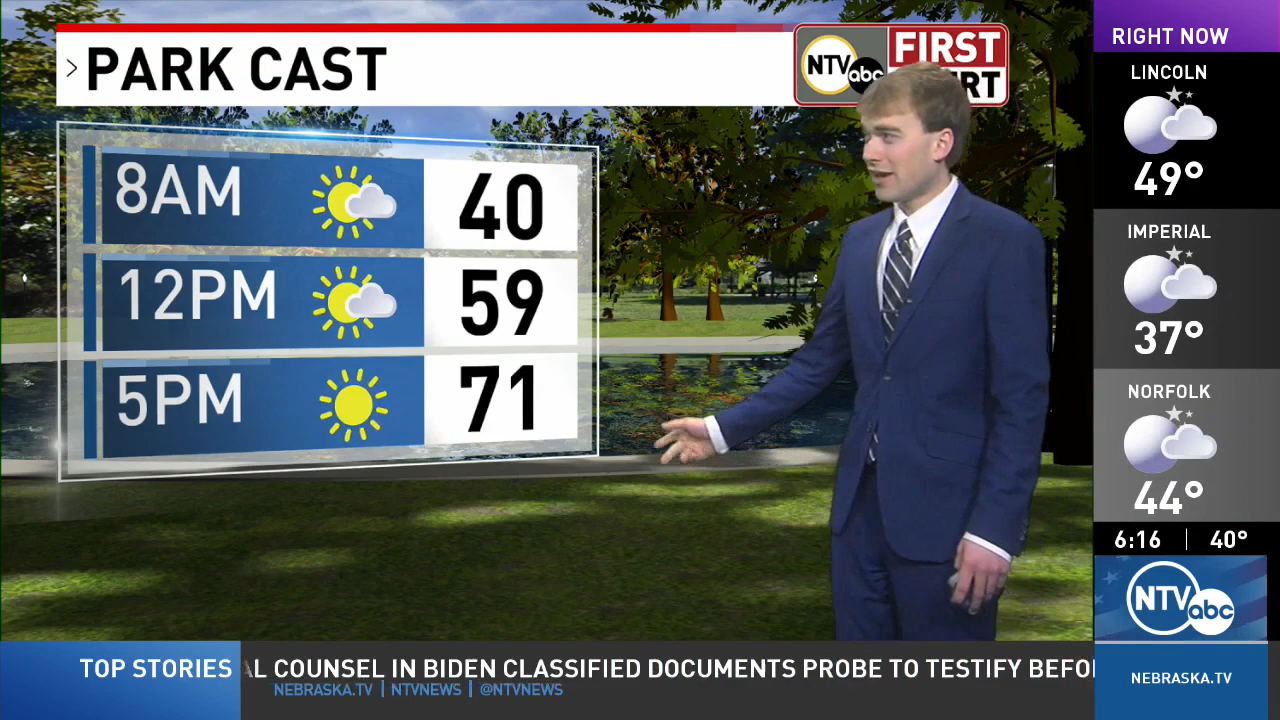 PARK CAST
NTV
abc
FIRST
8AM 40
12PM 59
5PM 71
RIGHT NOW
LINCOLN
49°
IMPERIAL
37°
NORFOLK
44°
6:16 | 40°
NTV
abc
NEBRASKA.TV
TOP STORIES
COUNSEL IN BIDEN CLASSIFIED DOCUMENTS PROBE TO TESTIFY
NEBRASKA.TV | NTVNEWS | @NTVNEWS